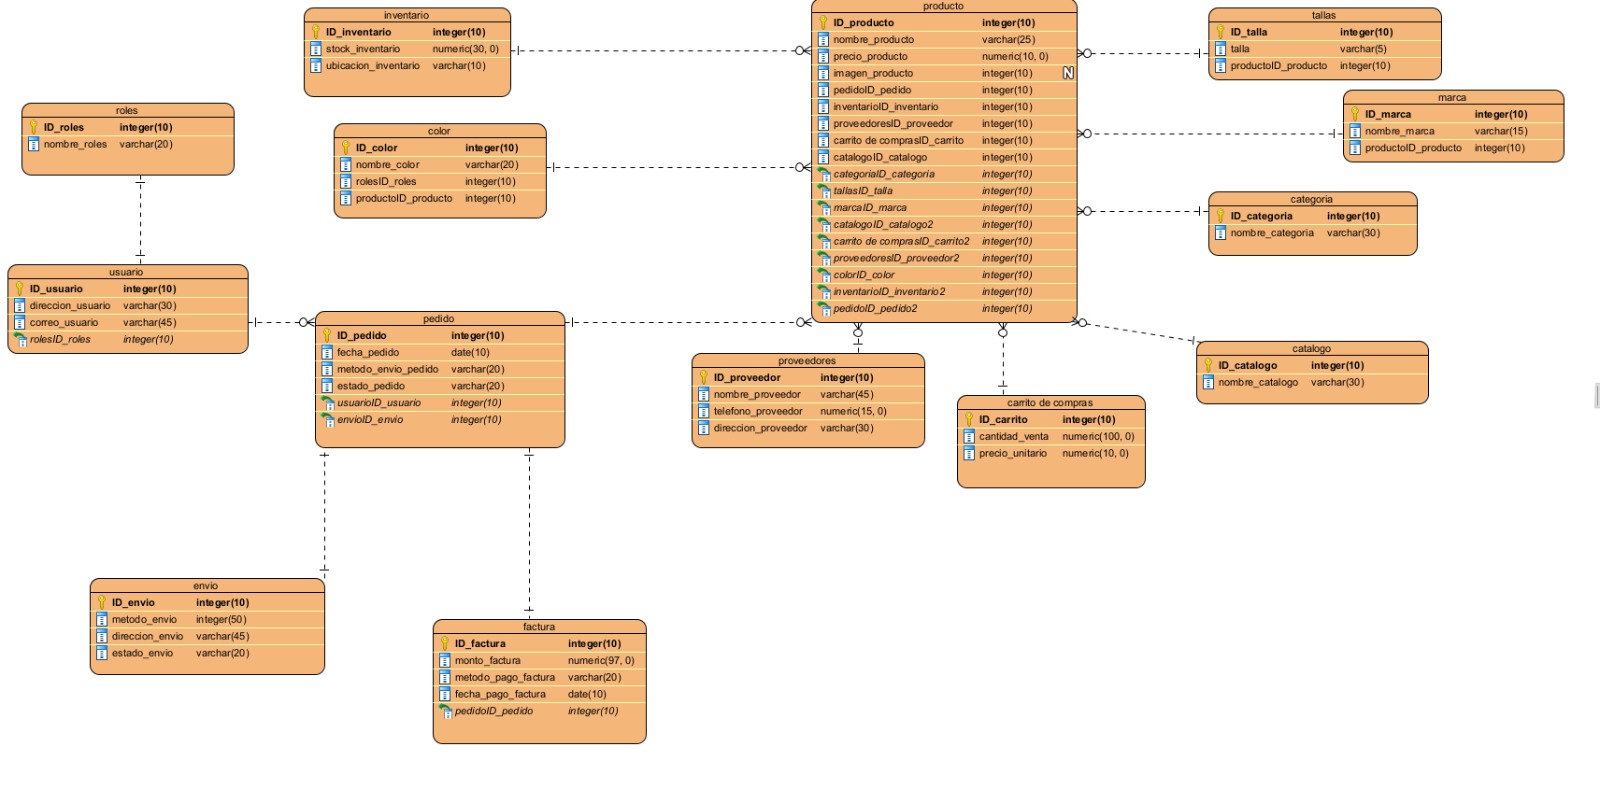 inventario
ID_inventario integer(10)
stock_inventario numeric(30, 0)
ubicacion_inventario varchar(10)
producto
ID_producto integer(10)
nombre_producto varchar(25)
precio_producto numeric(10, 0)
imagen_producto integer(10) N
pedidoID_pedido integer(10)
inventarioID_inventario integer(10)
proveedoresID_proveedor integer(10)
carrito de comprasID_carrito integer(10)
catalogoID_catalogo integer(10)
categoriaID_categoria integer(10)
tallasID_talla integer(10)
marcaID_marca integer(10)
catalogoID_catalogo2 integer(10)
carrito de comprasID_carrito2 integer(10)
proveedoresID_proveedor2 integer(10)
colorID_color integer(10)
inventarioID_inventario2 integer(10)
pedidoID_pedido2 integer(10)
tallas
ID_talla integer(10)
talla varchar(5)
productoID_producto integer(10)
marca
ID_marca integer(10)
nombre_marca varchar(15)
productoID_producto integer(10)
roles
ID_roles integer(10)
nombre_roles varchar(20)
color
ID_color integer(10)
nombre_color varchar(20)
rolesID_roles integer(10)
productoID_producto integer(10)
categoria
ID_categoria integer(10)
nombre_categoria varchar(30)
usuario
ID_usuario integer(10)
direccion_usuario varchar(30)
correo_usuario varchar(45)
rolesID_roles integer(10)
pedido
ID_pedido integer(10)
fecha_pedido date(10)
metodo_envio_pedido varchar(20)
estado_pedido varchar(20)
usuarioID_usuario integer(10)
envioID_envio integer(10)
proveedores
ID_proveedor integer(10)
nombre_proveedor varchar(45)
telefono_proveedor numeric(15, 0)
direccion_proveedor varchar(30)
carrito de compras
ID_carrito integer(10)
cantidad_venta numeric(100, 0)
precio_unitario numeric(10, 0)
catalogo
ID_catalogo integer(10)
nombre_catalogo varchar(30)
envio
ID_envio integer(10)
metodo_envio integer(50)
direccion_envio varchar(45)
estado_envio varchar(20)
factura
ID_factura integer(10)
monto_factura numeric(97, 0)
metodo_pago_factura varchar(20)
fecha_pago_factura date(10)
pedidoID_pedido integer(10)